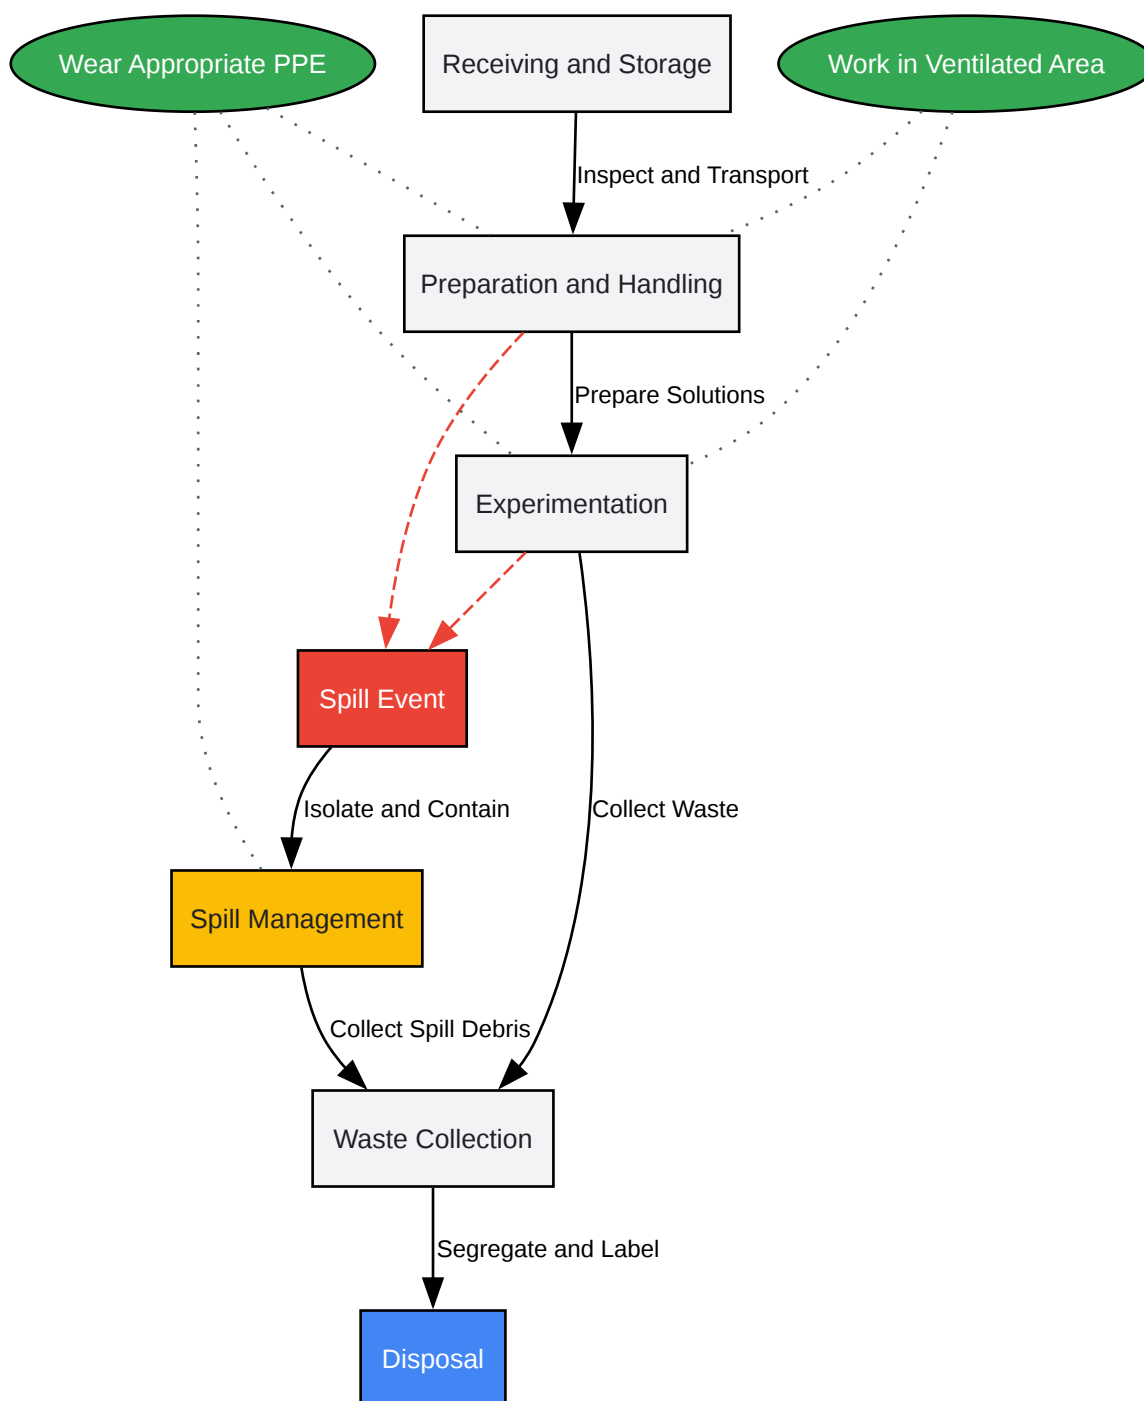 Wear Appropriate PPE
Receiving and Storage
Work in Ventilated Area
Inspect and Transport
Preparation and Handling
Prepare Solutions
Experimentation
Spill Event
Isolate and Contain
Collect Waste
Spill Management
Collect Spill Debris
Waste Collection
Segregate and Label
Disposal